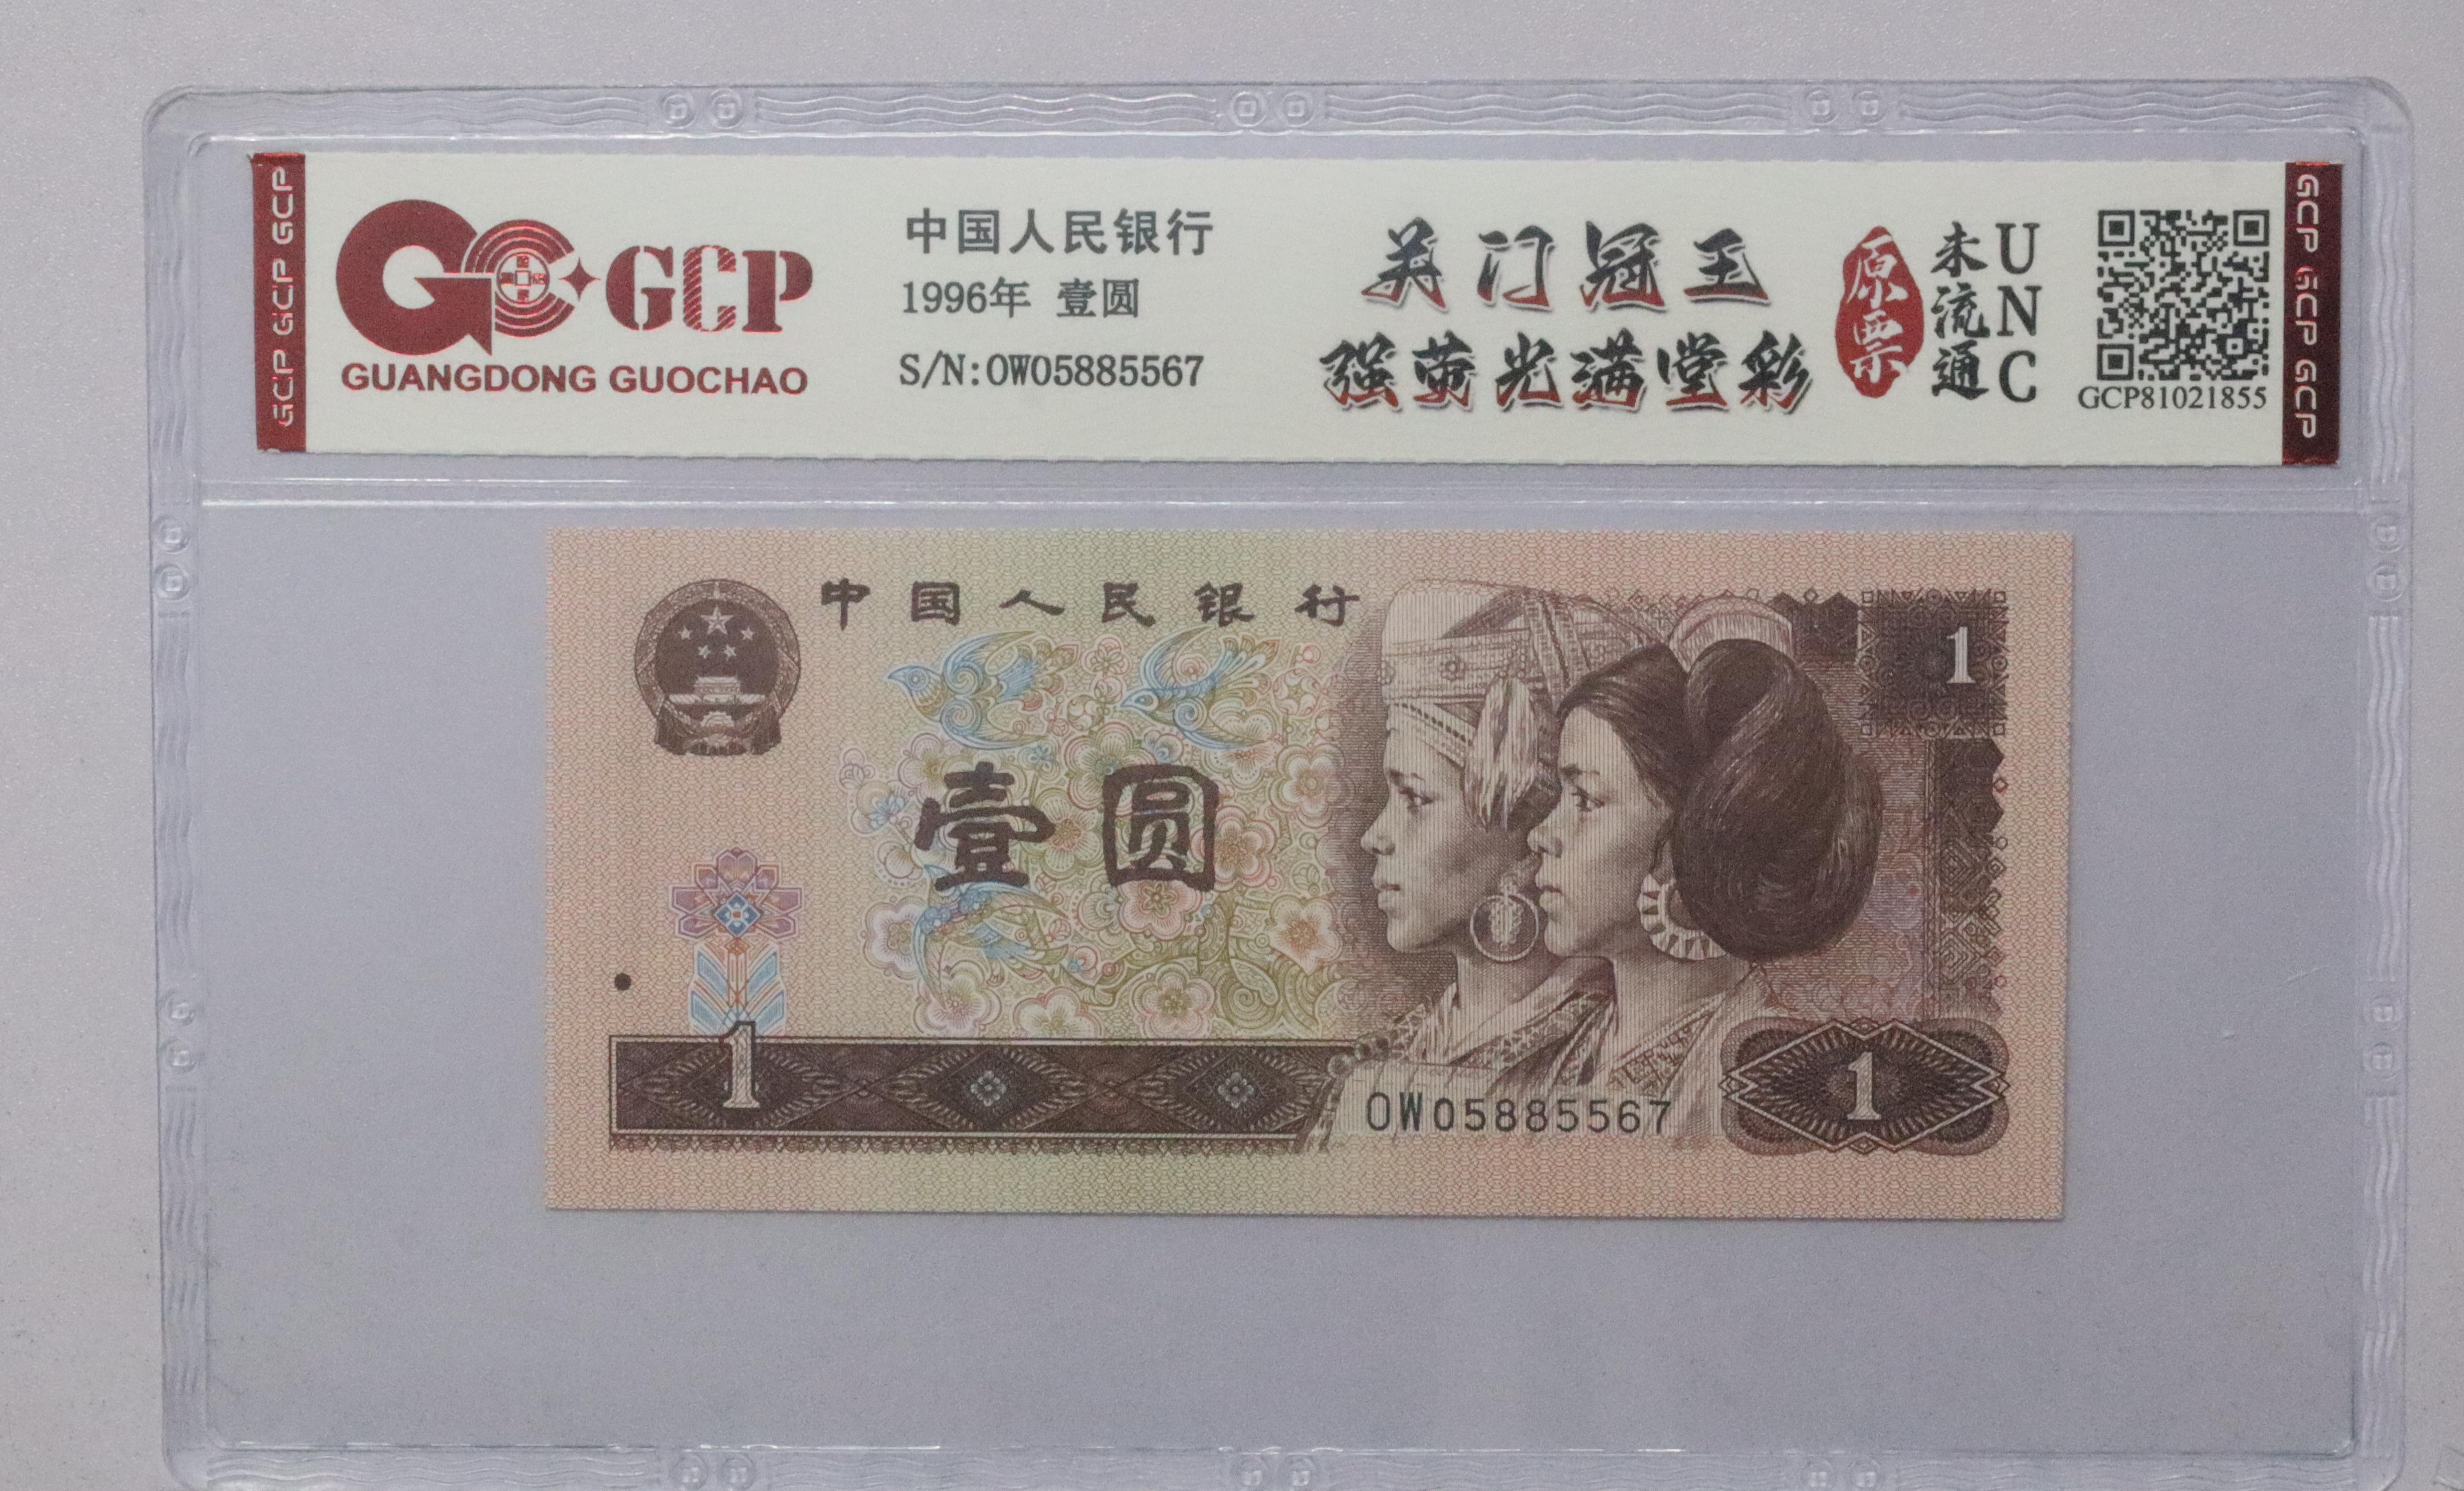 GCP GCP GCP
GCP
GUANGDONG GUOCHAO
中国人民银行
1996年 壹圆
S/N:OW05885567
关门冠王
强荧光满堂彩
原票
未流通
UNC
GCP81021855
GCP GCP GCP
中国人民银行
1
壹圆
1
OW05885567
1